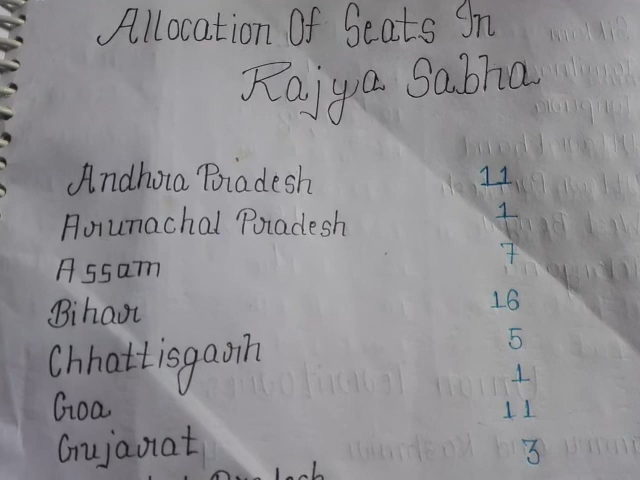 Allocation Of Seats In
Rajya Sabha
Andhra Pradesh 11
Arunachal Pradesh 1
Assam 7
Bihar 16
Chhattisgarh 5
Goa 1
Gujarat 11
Pradesh 3